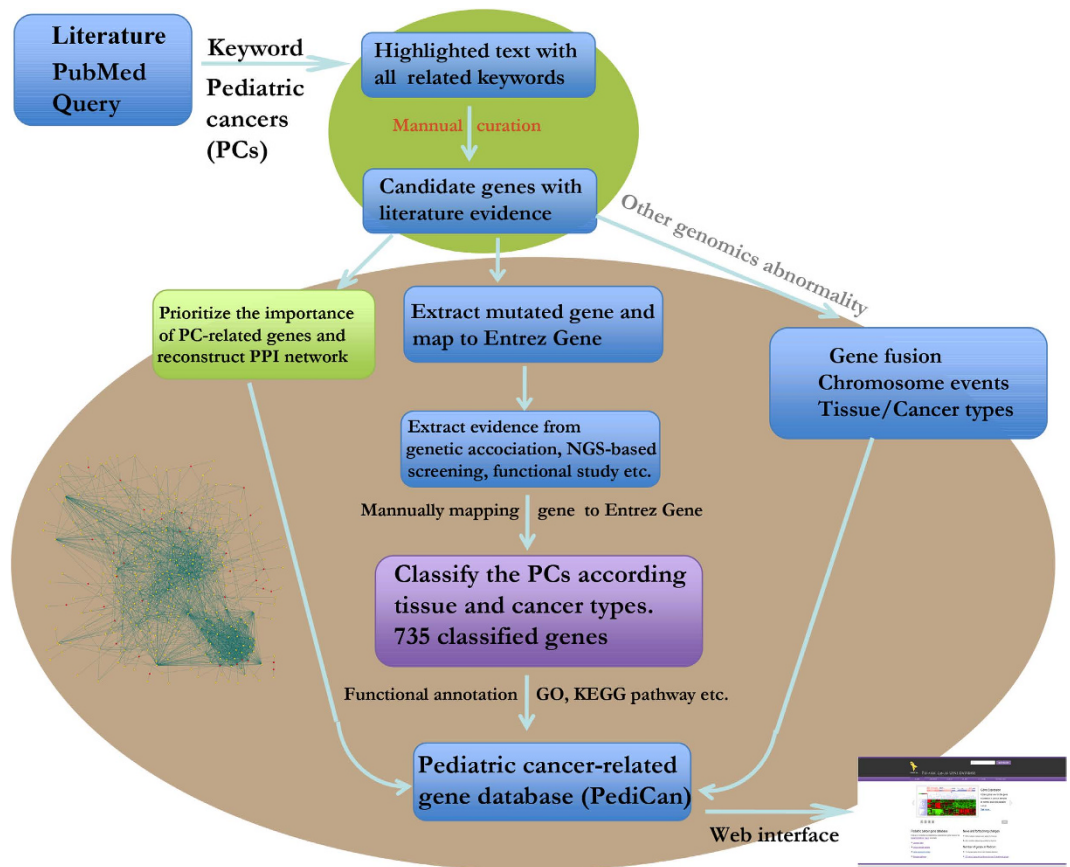 Literature
PubMed
Query
Keyword
Pediatric
cancers
(PCs)
Highlighted text with
all related keywords
Mannual curation
Candidate genes with
literature evidence
Other genomics abnormality
Prioritize the importance
of PC-related genes and
reconstruct PPI network
Extract mutated gene and
map to Entrez Gene
Gene fusion
Chromosome events
Tissue/Cancer types
Extract evidence from
genetic accociation, NGS-based
screening, functional study etc.
Mannually mapping gene to Entrez Gene
Classify the PCs according
tissue and cancer types.
735 classified genes
Functional annotation GO, KEGG pathway etc.
Pediatric cancer-related
gene database (PediCan)
Web interface